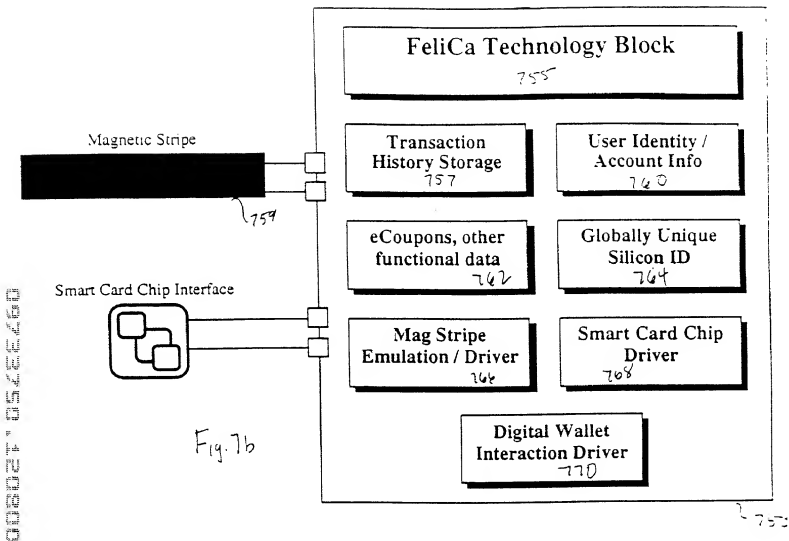 FeliCa Technology Block
755
Magnetic Stripe
759
Transaction
History Storage
757
User Identity /
Account Info
760
eCoupons, other
functional data
762
Globally Unique
Silicon ID
764
Smart Card Chip Interface
Mag Stripe
Emulation / Driver
766
Smart Card Chip
Driver
768
Digital Wallet
Interaction Driver
770
Fig. 7b